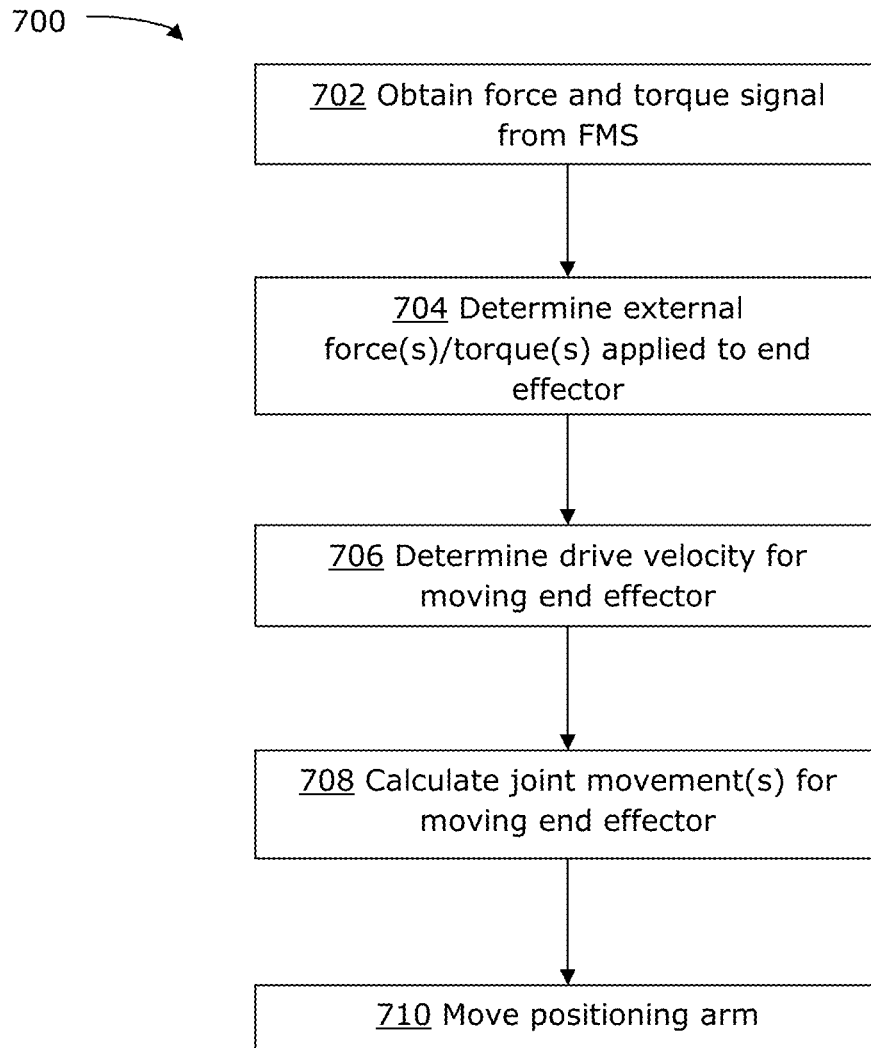 700
702 Obtain force and torque signal
from FMS
704 Determine external
force(s)/torque(s) applied to end
effector
706 Determine drive velocity for
moving end effector
708 Calculate joint movement(s) for
moving end effector
710 Move positioning arm